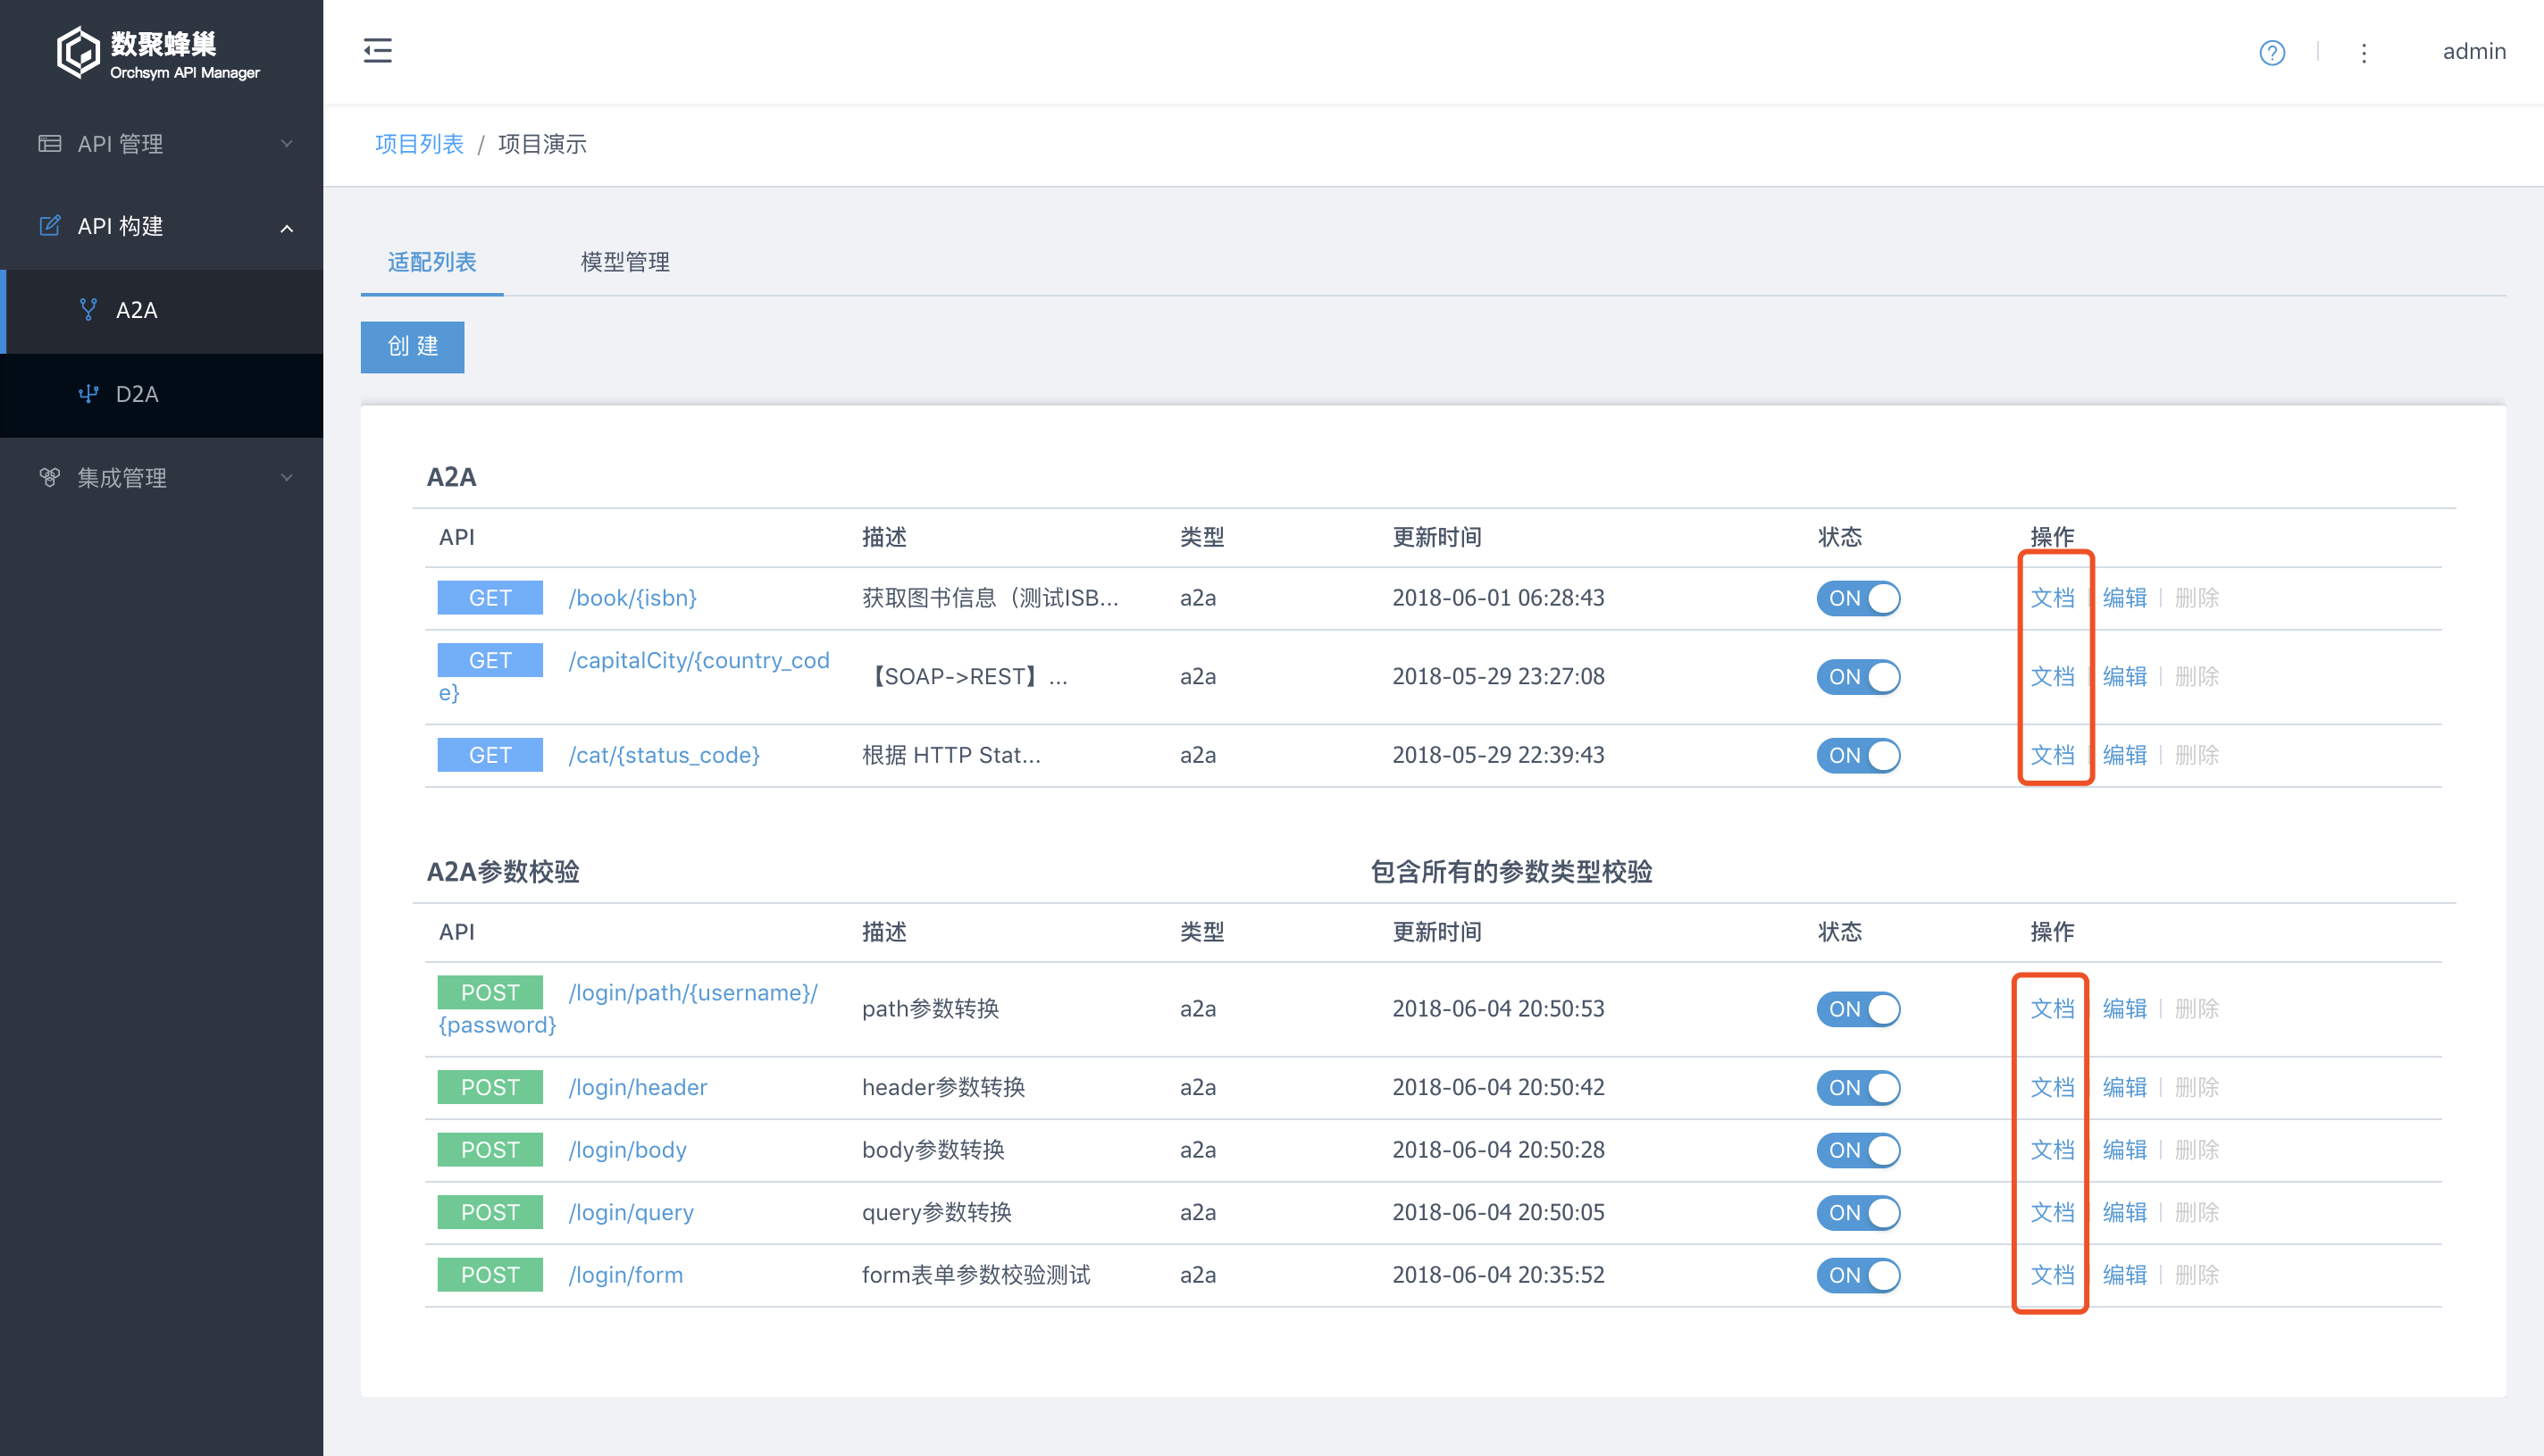 数聚蜂巢
Orchsym API Manager
admin
API 管理
API 构建
A2A
D2A
集成管理
项目列表 / 项目演示
适配列表 模型管理
创 建
A2A
API 描述 类型 更新时间 状态 操作
GET /book/{isbn} 获取图书信息（测试ISB... a2a 2018-06-01 06:28:43 ON 文档 编辑 删除
GET /capitalCity/{country_cod
e} 【SOAP->REST】... a2a 2018-05-29 23:27:08 ON 文档 编辑 删除
GET /cat/{status_code} 根据 HTTP Stat... a2a 2018-05-29 22:39:43 ON 文档 编辑 删除
A2A参数校验 包含所有的参数类型校验
API 描述 类型 更新时间 状态 操作
POST /login/path/{username}/
{password} path参数转换 a2a 2018-06-04 20:50:53 ON 文档 编辑 删除
POST /login/header header参数转换 a2a 2018-06-04 20:50:42 ON 文档 编辑 删除
POST /login/body body参数转换 a2a 2018-06-04 20:50:28 ON 文档 编辑 删除
POST /login/query query参数转换 a2a 2018-06-04 20:50:05 ON 文档 编辑 删除
POST /login/form form表单参数校验测试 a2a 2018-06-04 20:35:52 ON 文档 编辑 删除